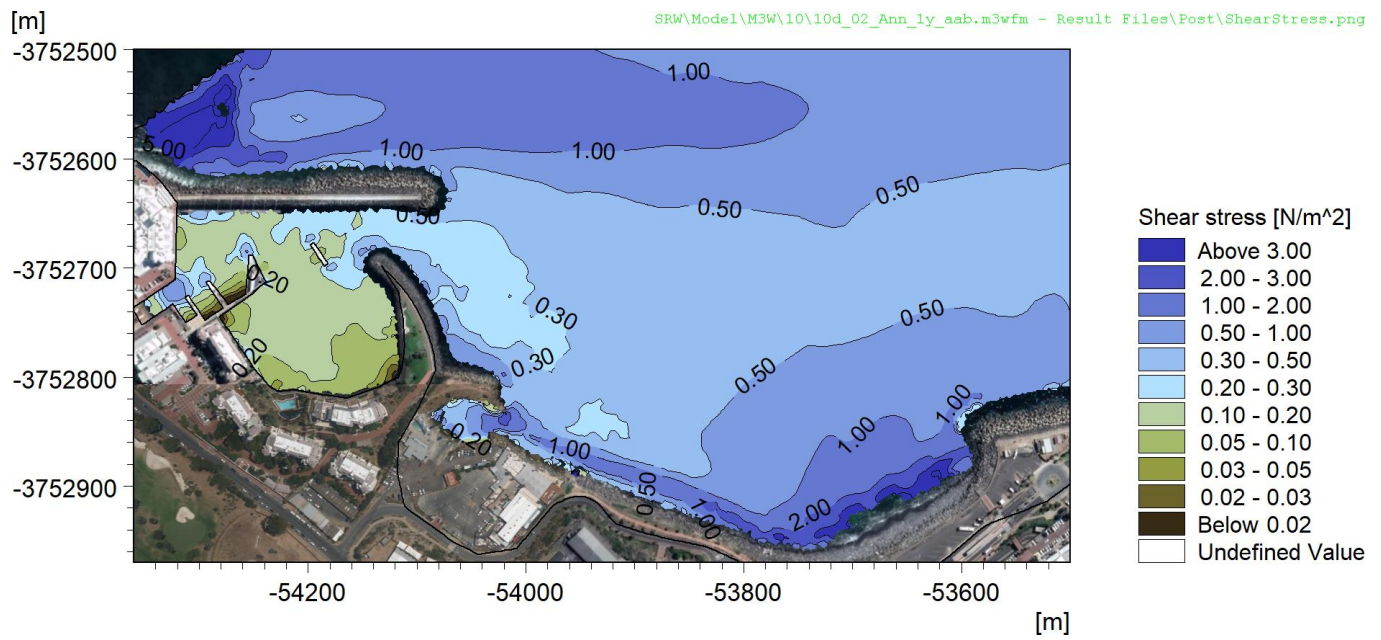 [m]
SRW\Model\M3W\10\10d_02_Ann_1y_aab.m3wfm - Result Files\Post\ShearStress.png
-3752500
1.00
5.00
1.00
1.00
-3752600
0.50
0.50
0.50
Shear stress [N/m^2]
Above 3.00
-3752700
0.20
2.00 - 3.00
0.30
0.50
1.00 - 2.00
0.50 - 1.00
0.20
0.30
0.50
0.30 - 0.50
-3752800
0.20 - 0.30
1.00
0.10 - 0.20
0.20
1.00
1.00
0.05 - 0.10
-3752900
0.50
1.00
2.00
0.03 - 0.05
0.02 - 0.03
Below 0.02
Undefined Value
-54200
-54000
-53800
-53600
[m]